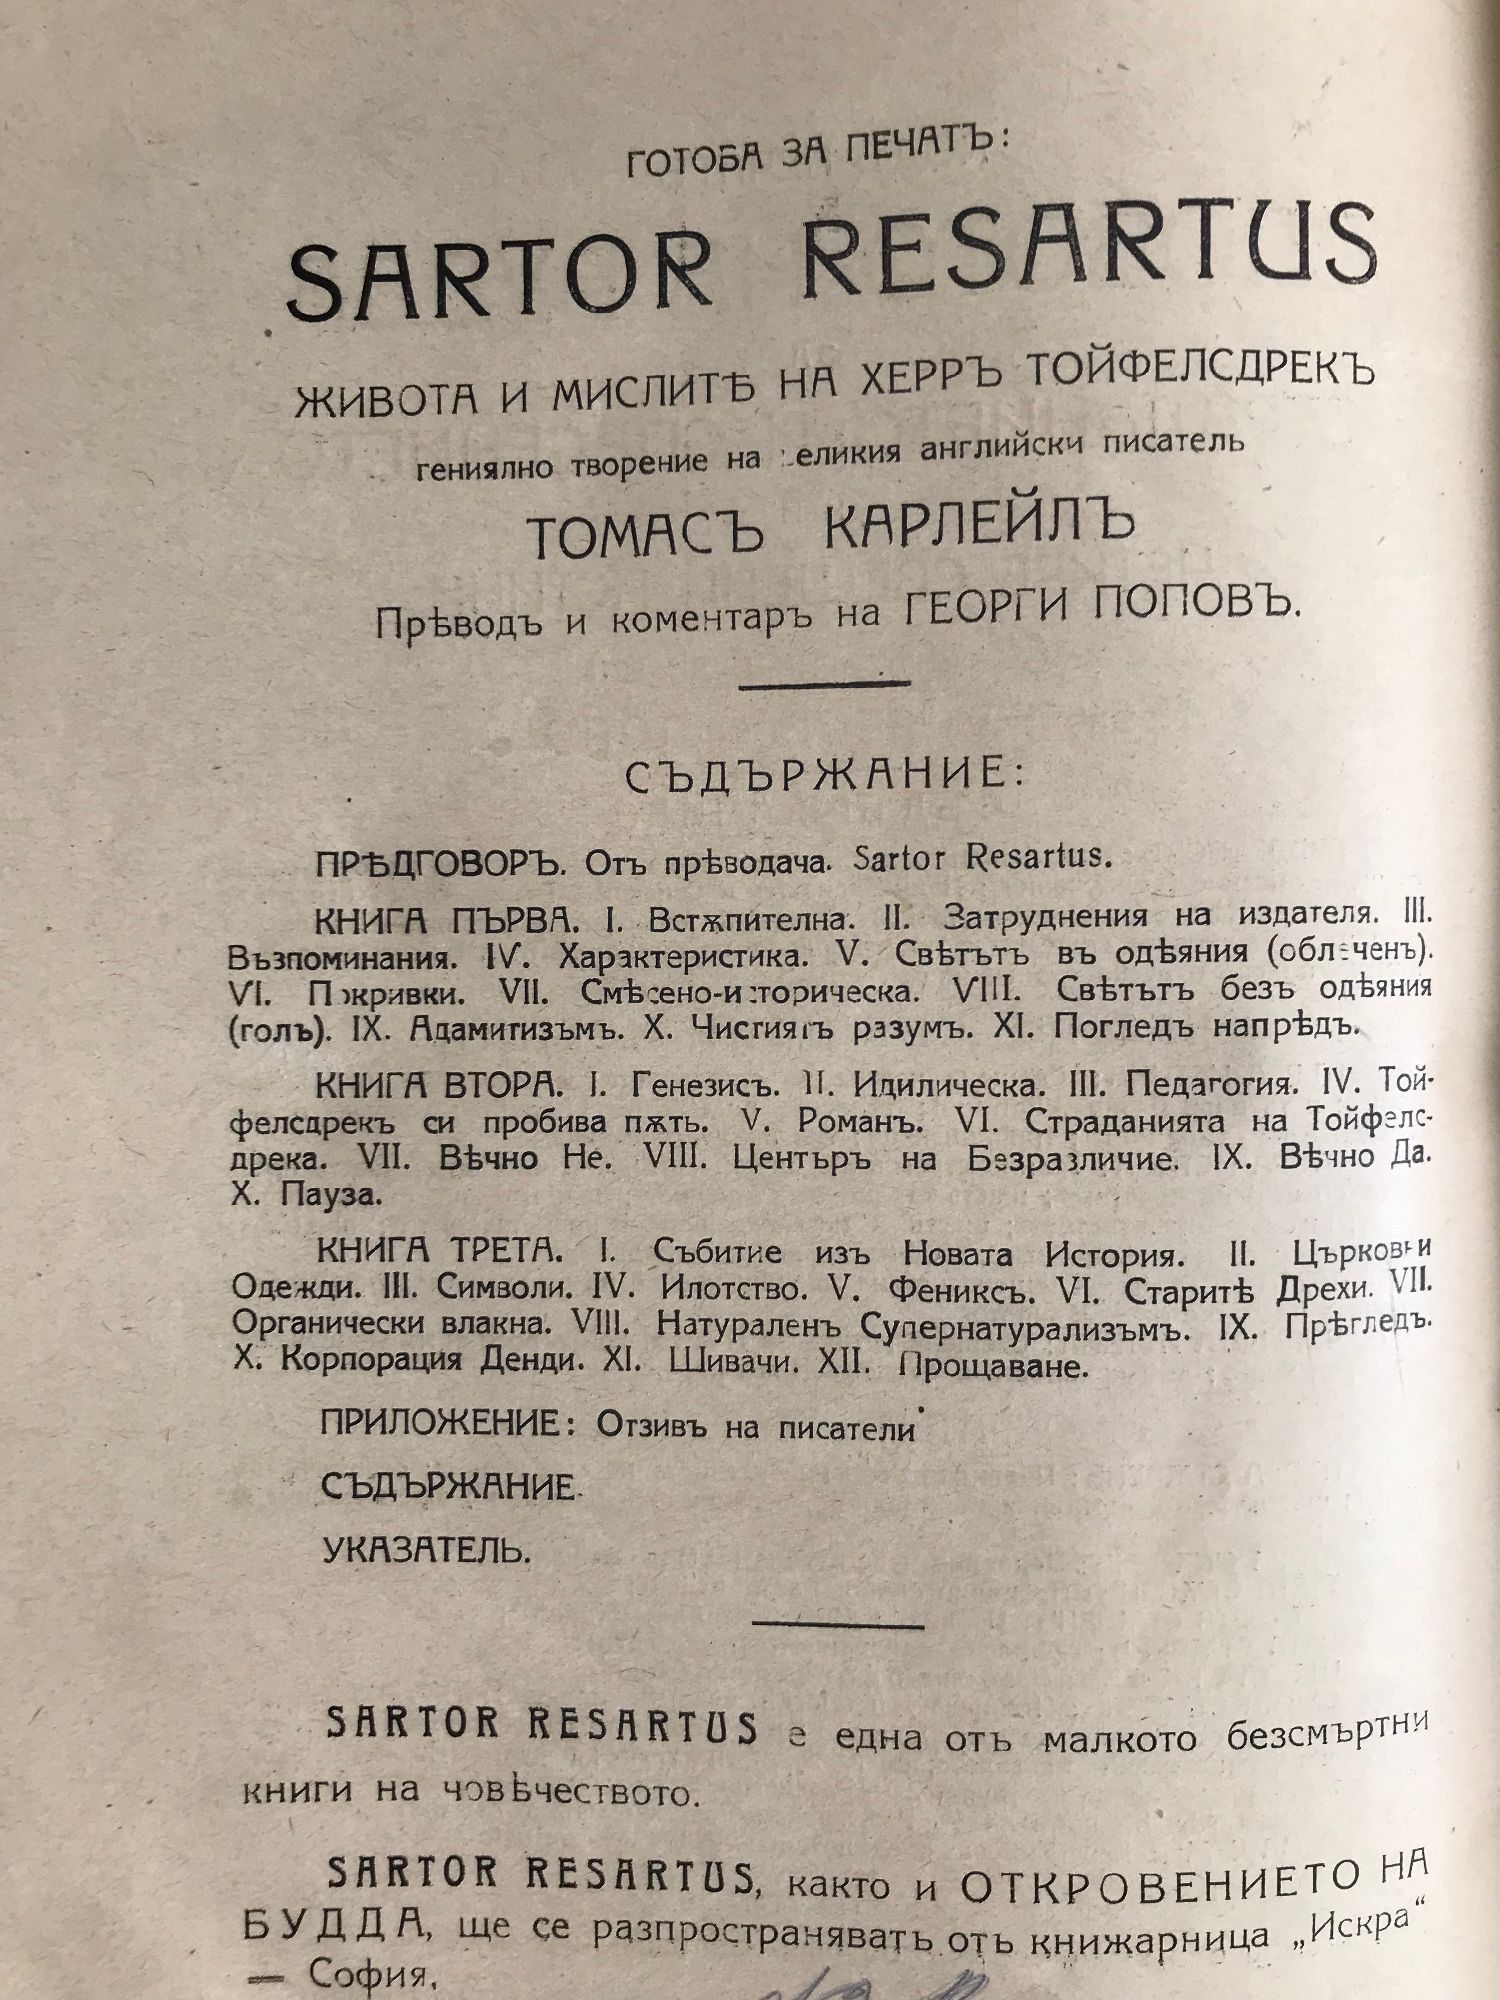 ГОТОВА ЗА ПЕЧАТЪ:
SARTOR RESARTUS
ЖИВОТА И МИСЛИТѢ НА ХЕРРЪ ТОЙФЕЛСДРЕКЪ
гениялно творение на великия английски писатель
ТОМАСЪ КАРЛЕЙЛЪ
Прѣводъ и коментаръ на ГЕОРГИ ПОПОВЪ.
СЪДЪРЖАНИЕ:
ПРѢДГОВОРЪ. Отъ прѣводача. Sartor Resartus.
КНИГА ПЪРВА. I. Встѫпителна. II. Затруднения на издателя. III.
Възпоминания. IV. Характеристика. V. Свѣтътъ въ одѣяния (облѣченъ).
VI. Покривки. VII. Смѣсено-историческа. VIII. Свѣтътъ безъ одѣяния
(голъ). IX. Адамитизъмъ. X. Чистиятъ разумъ. XI. Погледъ напрѣдъ.
КНИГА ВТОРА. I. Генезисъ. II. Идилическа. III. Педагогия. IV. Той-
фелсдрекъ си пробива пѫть. V. Романъ. VI. Страданията на Тойфелс-
дрека. VII. Вѣчно Не. VIII. Центъръ на Безразличие. IX. Вѣчно Да.
X. Пауза.
КНИГА ТРЕТА. I. Събитие изъ Новата История. II. Църковни
Одежди. III. Символи. IV. Илотство. V. Фениксъ. VI. Старитѣ Дрехи. VII.
Органически влакна. VIII. Натураленъ Супернатурализъмъ. IX. Прѣгледъ.
X. Корпорация Денди. XI. Шивачи. XII. Прощаване.
ПРИЛОЖЕНИЕ: Отзивъ на писатели
СЪДЪРЖАНИЕ.
УКАЗАТЕЛЬ.
SARTOR RESARTUS е една отъ малкото безсмъртни
книги на човѣчеството.
SARTOR RESARTUS, както и ОТКРОВЕНИЕТО НА
БУДДА, ще се разпространяватъ отъ книжарница „Искра“
— София.